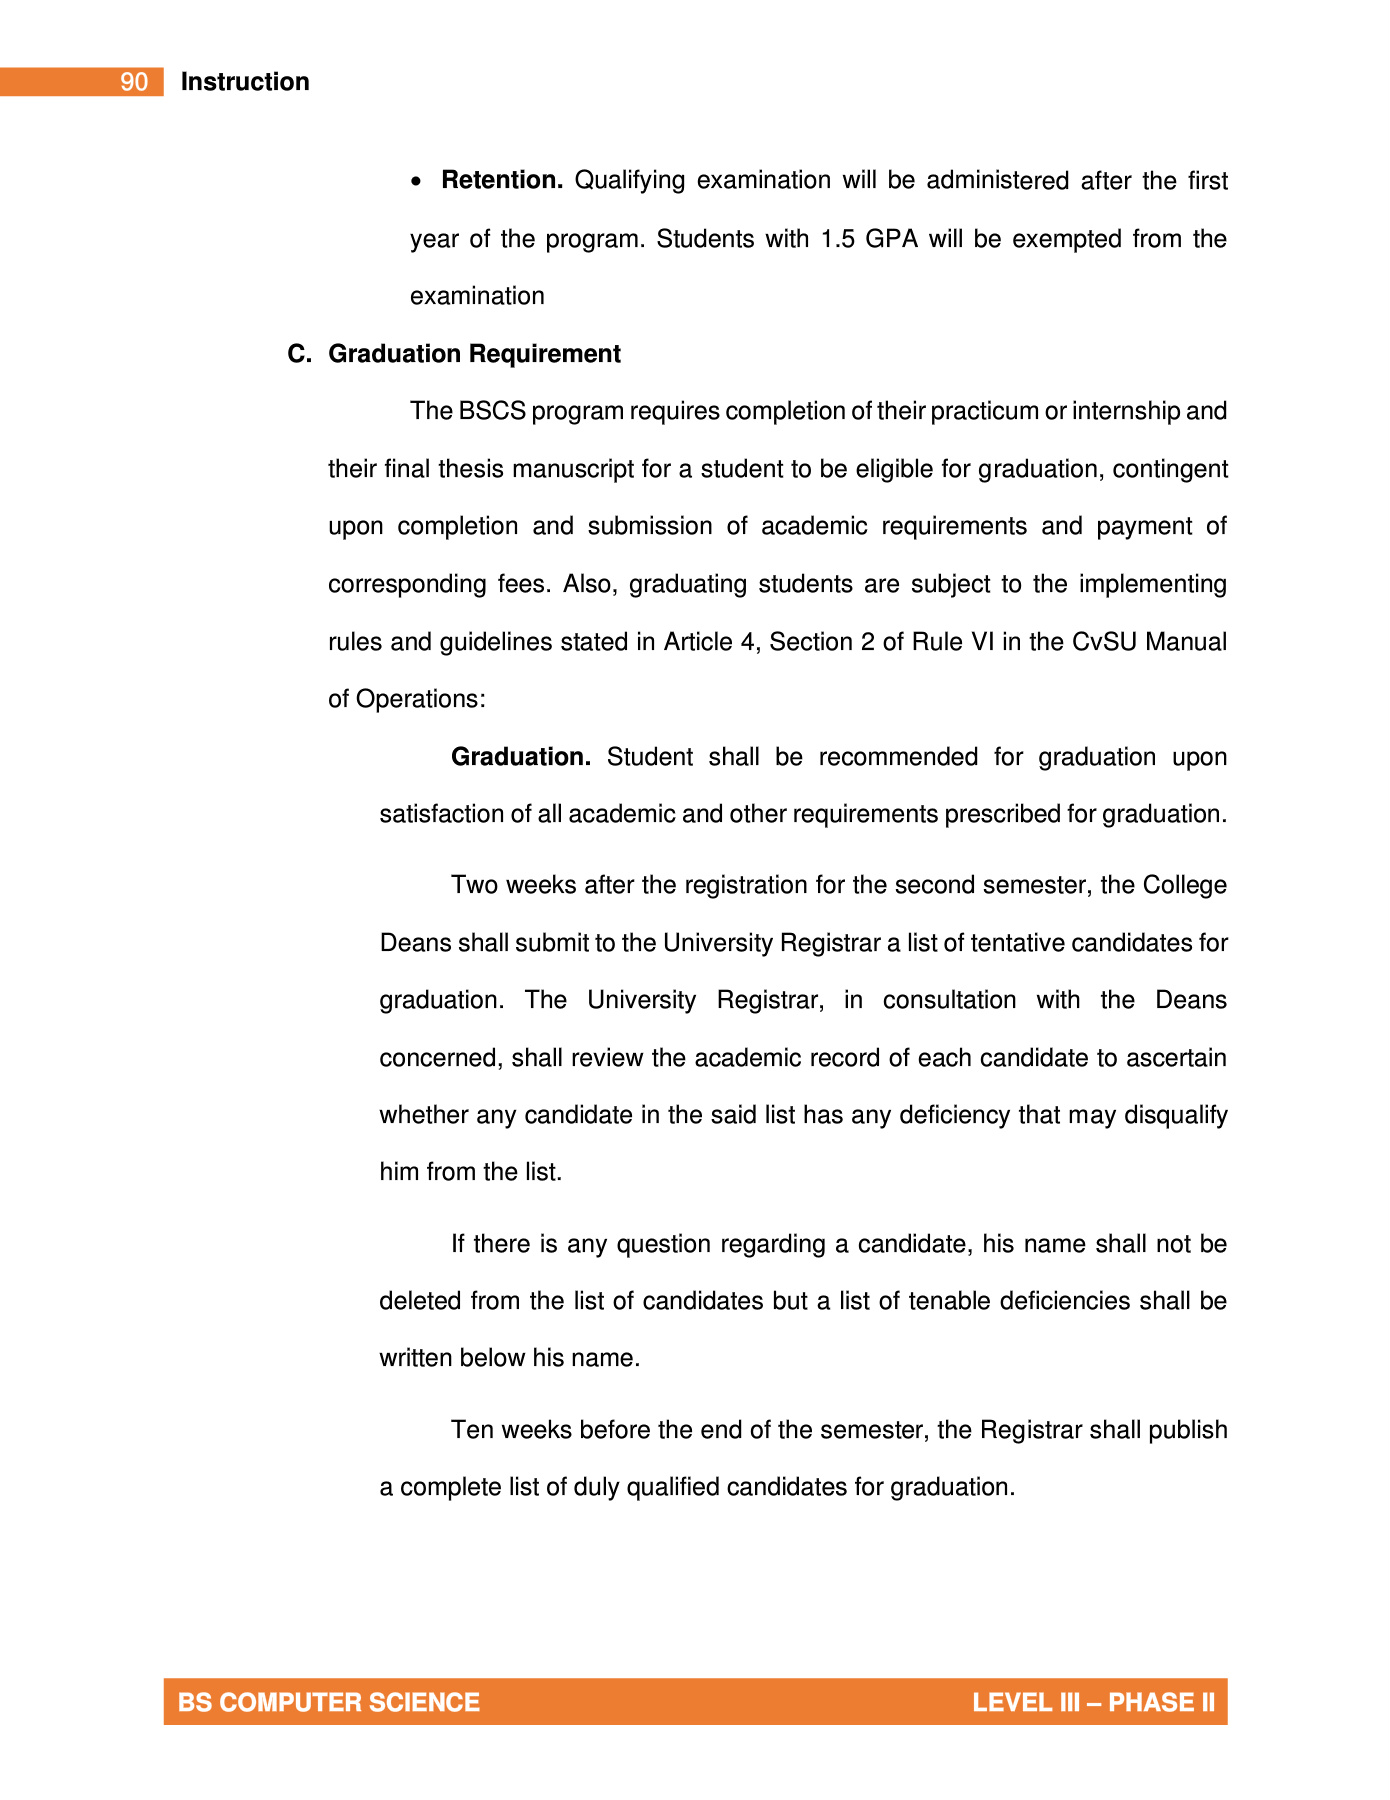 90 Instruction
• Retention. Qualifying examination will be administered after the first
year of the program. Students with 1.5 GPA will be exempted from the
examination
C. Graduation Requirement
The BSCS program requires completion of their practicum or internship and
their final thesis manuscript for a student to be eligible for graduation, contingent
upon completion and submission of academic requirements and payment of
corresponding fees. Also, graduating students are subject to the implementing
rules and guidelines stated in Article 4, Section 2 of Rule VI in the CvSU Manual
of Operations:
Graduation. Student shall be recommended for graduation upon
satisfaction of all academic and other requirements prescribed for graduation.
Two weeks after the registration for the second semester, the College
Deans shall submit to the University Registrar a list of tentative candidates for
graduation. The University Registrar, in consultation with the Deans
concerned, shall review the academic record of each candidate to ascertain
whether any candidate in the said list has any deficiency that may disqualify
him from the list.
If there is any question regarding a candidate, his name shall not be
deleted from the list of candidates but a list of tenable deficiencies shall be
written below his name.
Ten weeks before the end of the semester, the Registrar shall publish
a complete list of duly qualified candidates for graduation.
BS COMPUTER SCIENCE LEVEL III – PHASE II